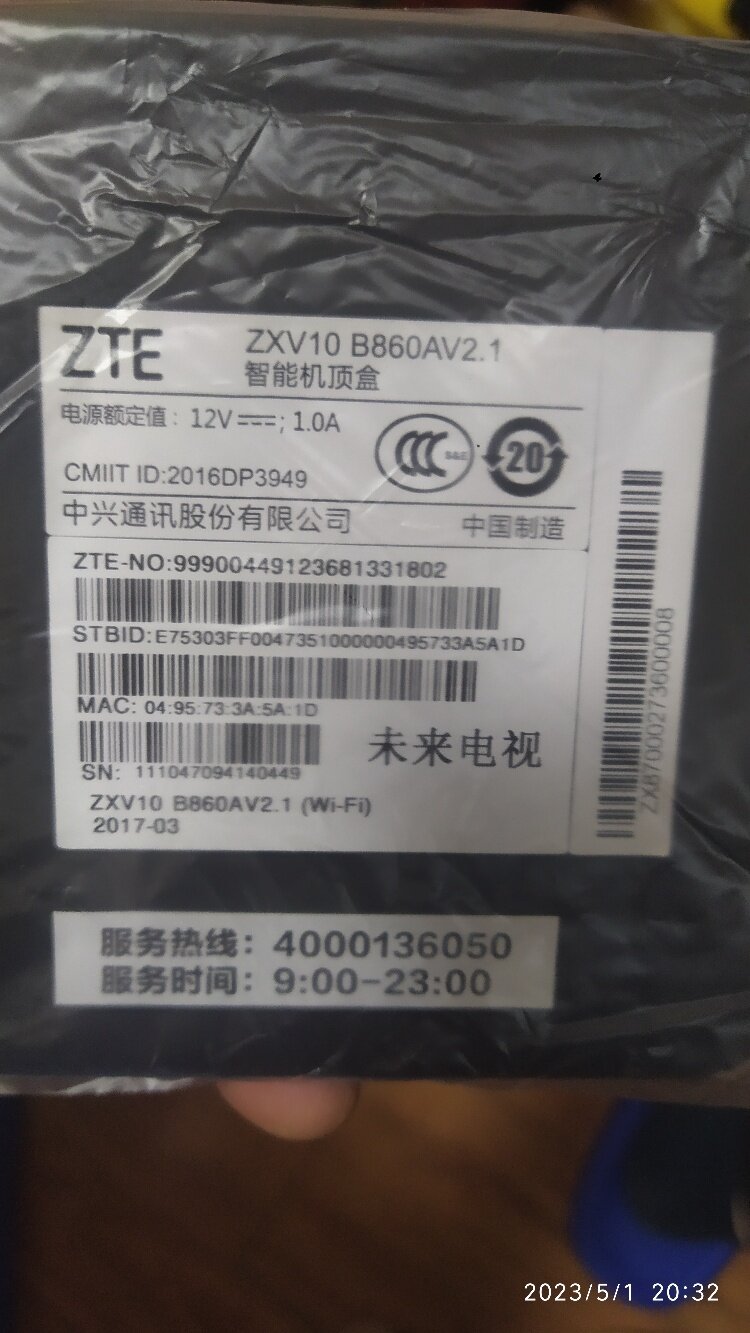 ZTE
ZXV10 B860AV2.1
智能机顶盒
电源额定值：12V⎓; 1.0A
S&E
20
CMIIT ID:2016DP3949
中兴通讯股份有限公司
中国制造
ZTE-NO:99900449123681331802
STBID:E75303FF0047351000000495733A5A1D
MAC: 04:95:73:3A:5A:1D
未来电视
SN: 111047094140449
ZXV10 B860AV2.1 (Wi-Fi)
2017-03
ZX87000273600008
服务热线：4000136050
服务时间：9:00-23:00
2023/5/1 20:32